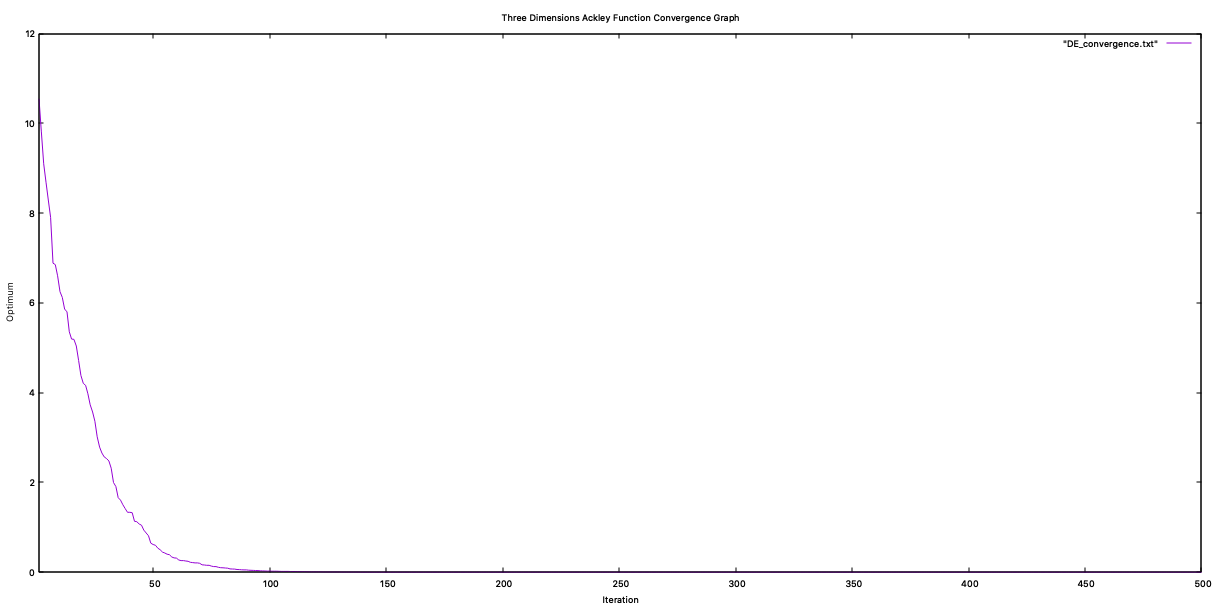 Three Dimensions Ackley Function Convergence Graph
"DE_convergence.txt"
12
10
8
6
4
2
0
Optimum
50 100 150 200 250 300 350 400 450 500
Iteration